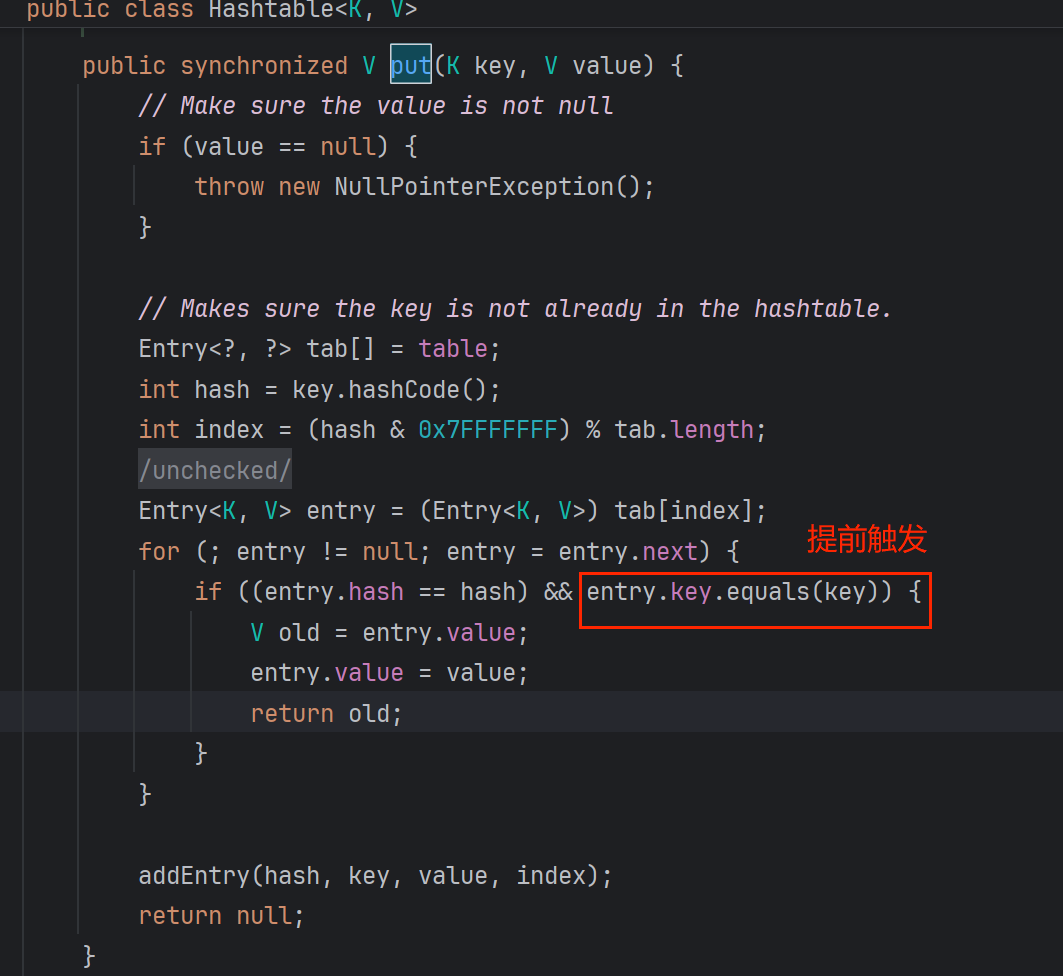 public class Hashtable<K, V>
public synchronized V put(K key, V value) {
// Make sure the value is not null
if (value == null) {
throw new NullPointerException();
}
// Makes sure the key is not already in the hashtable.
Entry<?, ?> tab[] = table;
int hash = key.hashCode();
int index = (hash & 0x7FFFFFFF) % tab.length;
/unchecked/
Entry<K, V> entry = (Entry<K, V>) tab[index];
提前触发
for (; entry != null; entry = entry.next) {
if ((entry.hash == hash) && entry.key.equals(key)) {
V old = entry.value;
entry.value = value;
return old;
}
}
addEntry(hash, key, value, index);
return null;
}